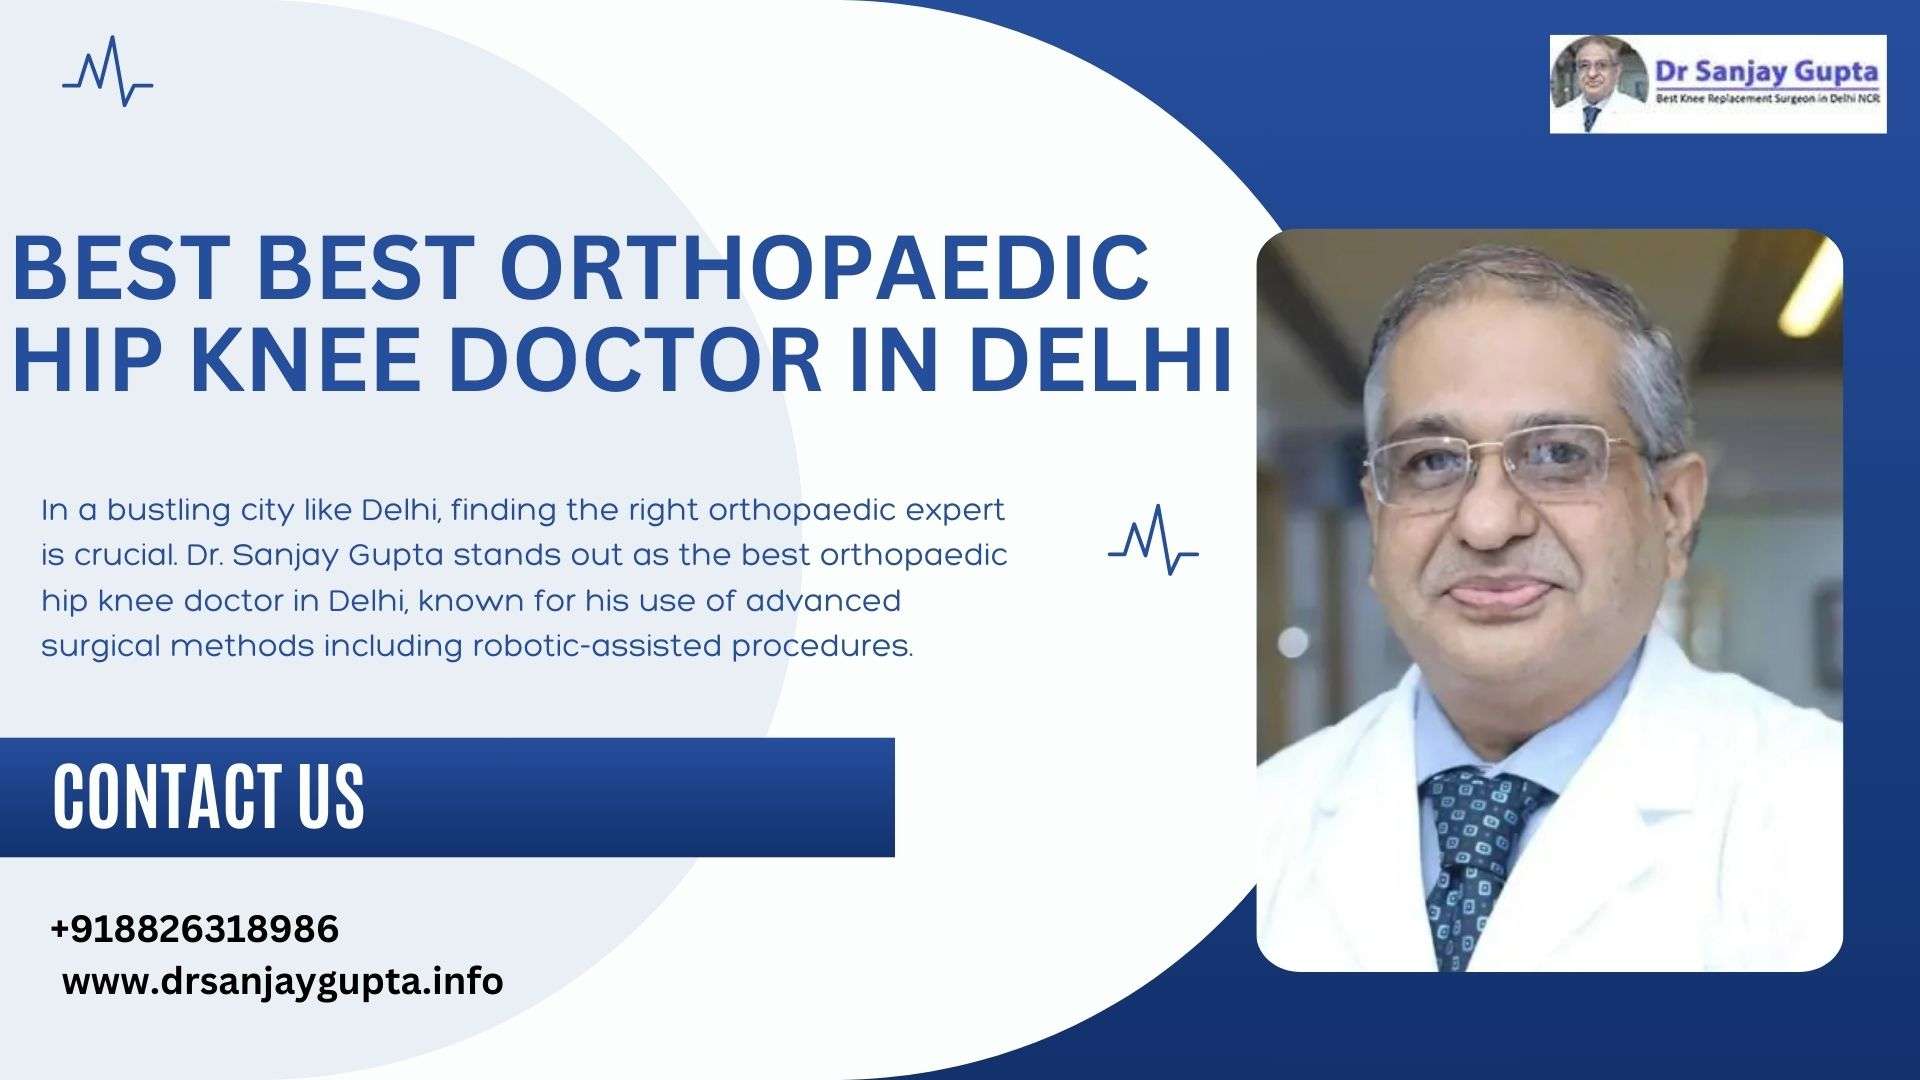 Dr Sanjay Gupta
Best Knee Replacement Surgeon in Delhi NCR
BEST BEST ORTHOPAEDIC
HIP KNEE DOCTOR IN DELHI
In a bustling city like Delhi, finding the right orthopaedic expert
is crucial. Dr. Sanjay Gupta stands out as the best orthopaedic
hip knee doctor in Delhi, known for his use of advanced
surgical methods including robotic-assisted procedures.
CONTACT US
+918826318986
www.drsanjaygupta.info